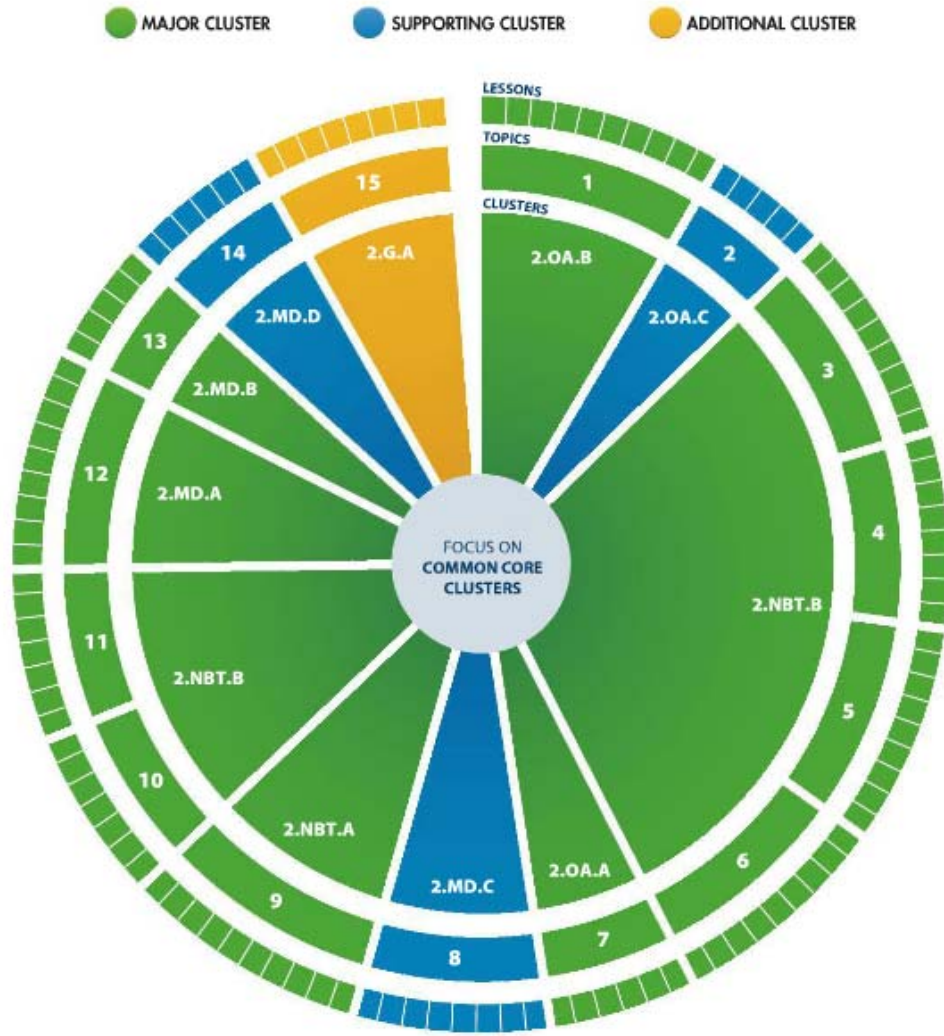 MAJOR CLUSTER
SUPPORTING CLUSTER
ADDITIONAL CLUSTER
LESSONS
TOPICS
CLUSTERS
1
2
3
4
5
6
7
8
9
10
11
12
13
14
15
2.OA.B
2.OA.C
2.NBT.B
2.OA.A
2.MD.C
2.NBT.A
2.NBT.B
2.MD.A
2.MD.B
2.MD.D
2.G.A
FOCUS ON
COMMON CORE
CLUSTERS